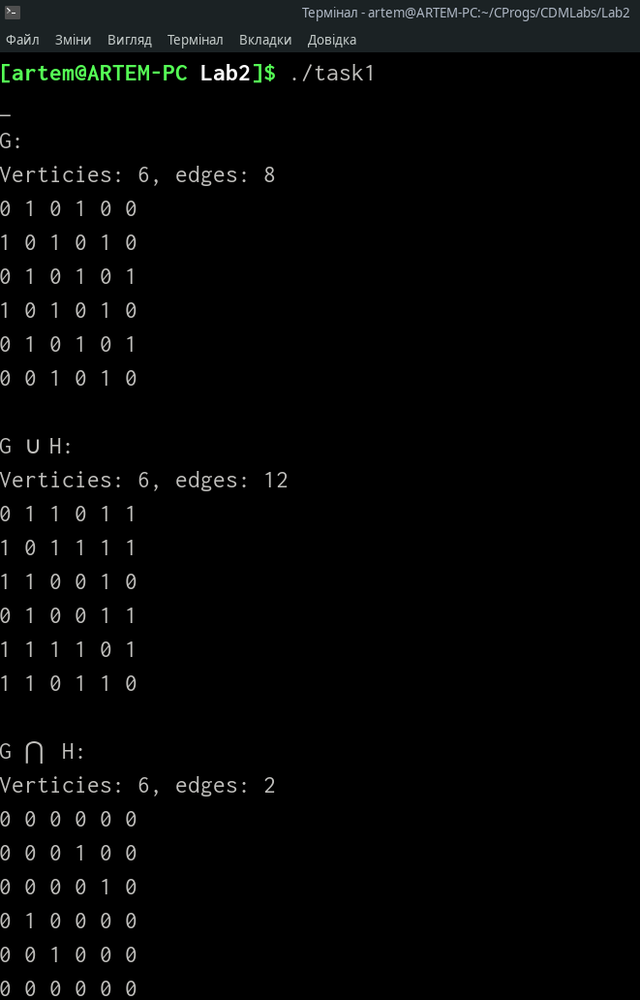 Термінал - artem@ARTEM-PC:~/CProgs/CDMLabs/Lab2
Файл Зміни Вигляд Термінал Вкладки Довідка
[artem@ARTEM-PC Lab2]$ ./task1
_
G:
Verticies: 6, edges: 8
0 1 0 1 0 0
1 0 1 0 1 0
0 1 0 1 0 1
1 0 1 0 1 0
0 1 0 1 0 1
0 0 1 0 1 0
G ∪ H:
Verticies: 6, edges: 12
0 1 1 0 1 1
1 0 1 1 1 1
1 1 0 0 1 0
0 1 0 0 1 1
1 1 1 1 0 1
1 1 0 1 1 0
G ⋂ H:
Verticies: 6, edges: 2
0 0 0 0 0 0
0 0 0 1 0 0
0 0 0 0 1 0
0 1 0 0 0 0
0 0 1 0 0 0
0 0 0 0 0 0